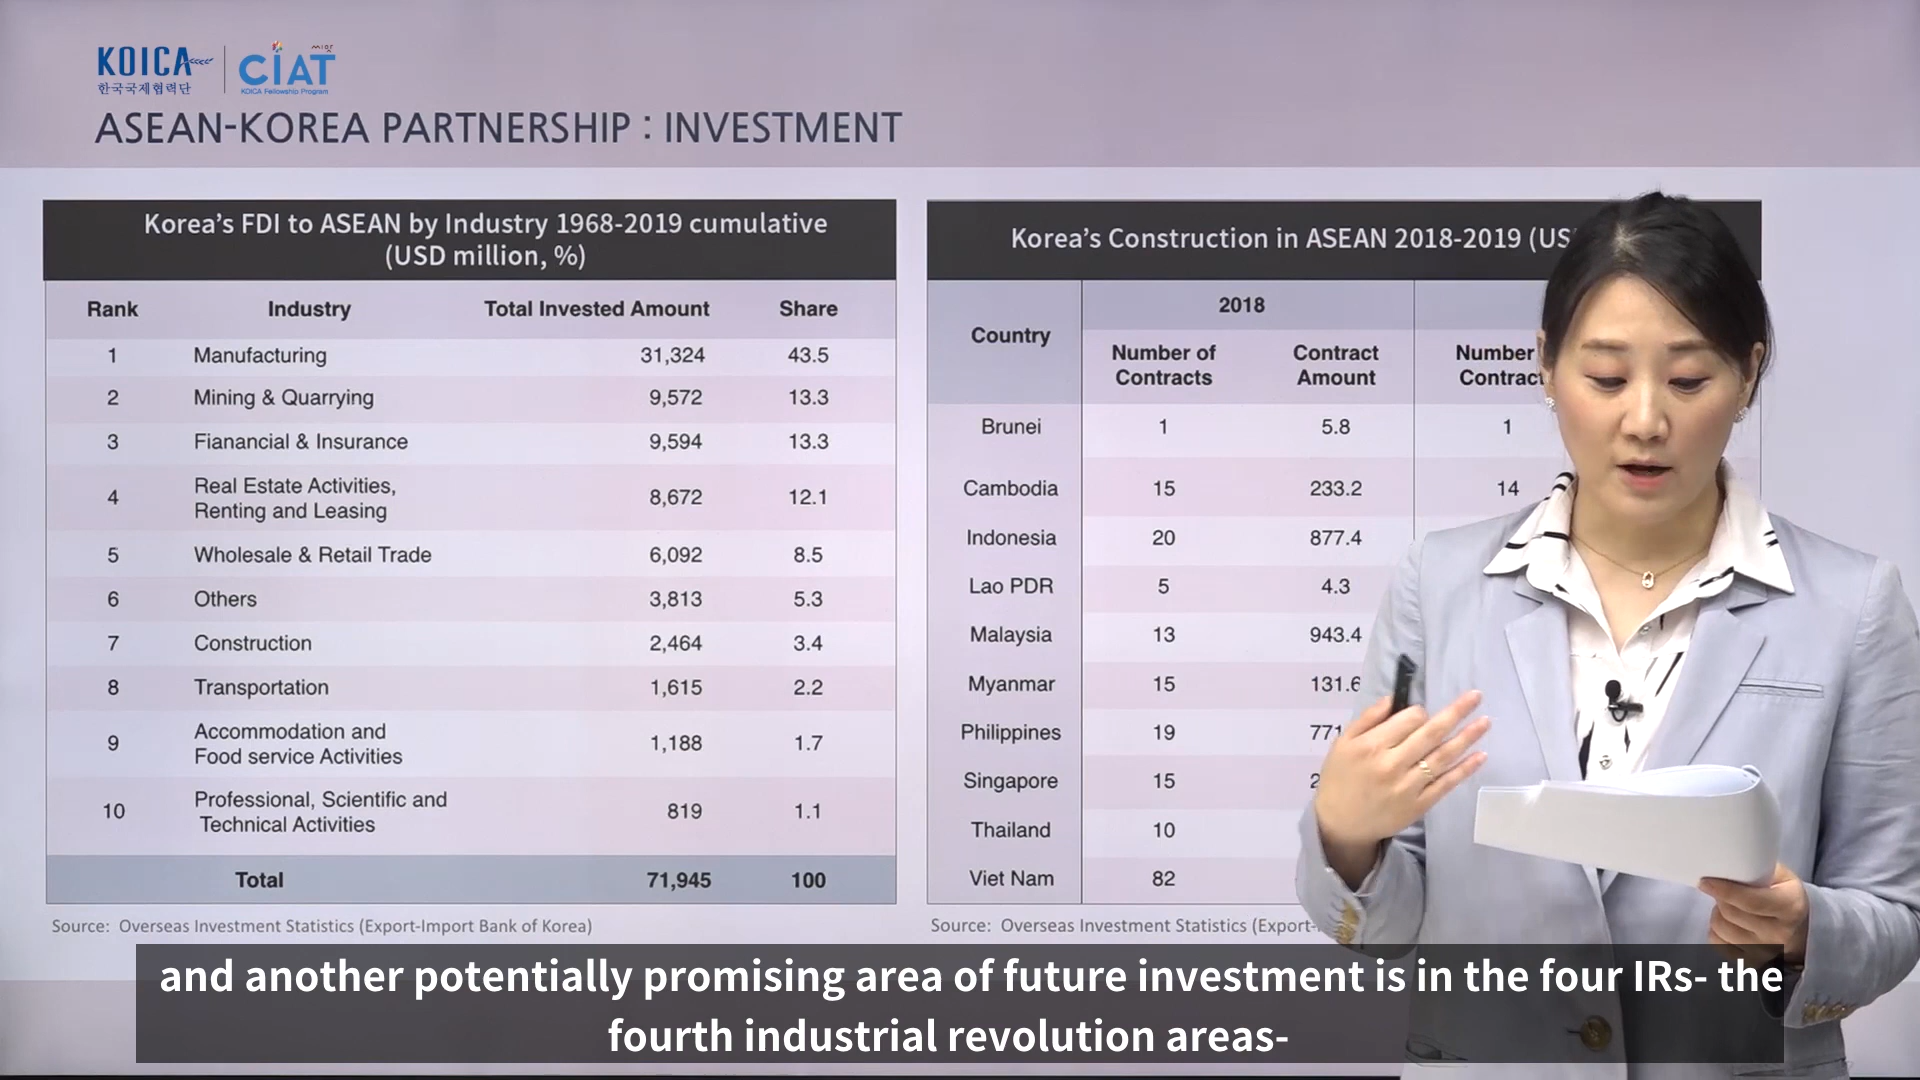 KOICA
한국국제협력단
CIAT
KOICA Fellowship Program
ASEAN-KOREA PARTNERSHIP : INVESTMENT
Korea's FDI to ASEAN by Industry 1968-2019 cumulative
(USD million, %)
Rank Industry Total Invested Amount Share
1 Manufacturing 31,324 43.5
2 Mining & Quarrying 9,572 13.3
3 Fianancial & Insurance 9,594 13.3
4 Real Estate Activities, Renting and Leasing 8,672 12.1
5 Wholesale & Retail Trade 6,092 8.5
6 Others 3,813 5.3
7 Construction 2,464 3.4
8 Transportation 1,615 2.2
9 Accommodation and Food service Activities 1,188 1.7
10 Professional, Scientific and Technical Activities 819 1.1
Total 71,945 100
Source: Overseas Investment Statistics (Export-Import Bank of Korea)
Korea's Construction in ASEAN 2018-2019
2018
Country Number of Contracts Contract Amount Number
Brunei 1 5.8 1
Cambodia 15 233.2 14
Indonesia 20 877.4
Lao PDR 5 4.3
Malaysia 13 943.4
Myanmar 15 131.6
Philippines 19
Singapore 15
Thailand 10
Viet Nam 82
Source: Overseas Investment Statistics
and another potentially promising area of future investment is in the four IRs- the
fourth industrial revolution areas-